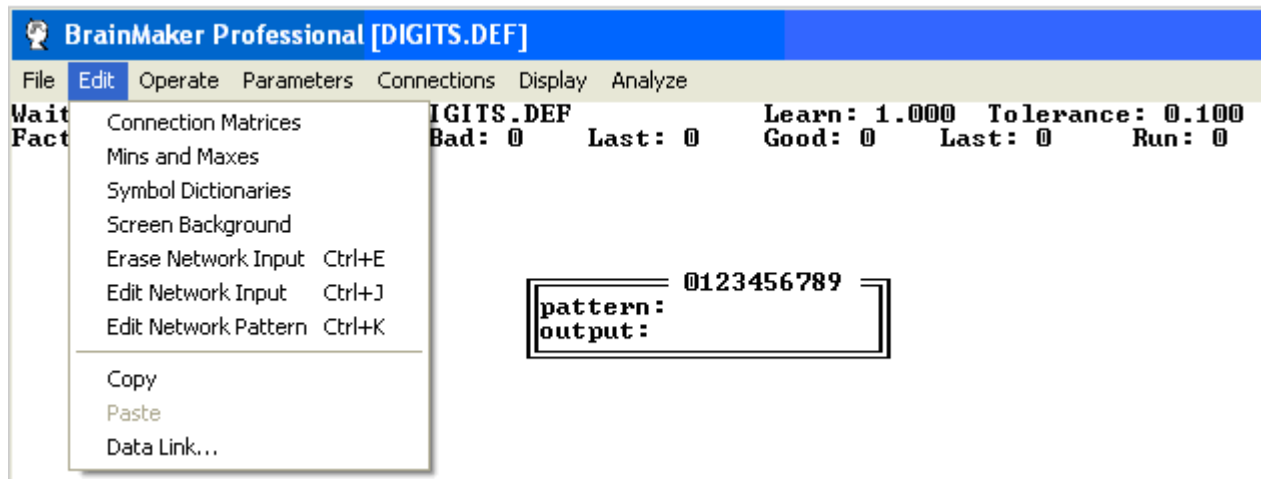 BrainMaker Professional [DIGITS.DEF]
File Edit Operate Parameters Connections Display Analyze
Wait IGITS.DEF Learn: 1.000 Tolerance: 0.100
Fact Bad: 0 Last: 0 Good: 0 Last: 0 Run: 0
Connection Matrices
Mins and Maxes
Symbol Dictionaries
Screen Background
Erase Network Input Ctrl+E
Edit Network Input Ctrl+J
Edit Network Pattern Ctrl+K
Copy
Paste
Data Link...
0123456789
pattern:
output: